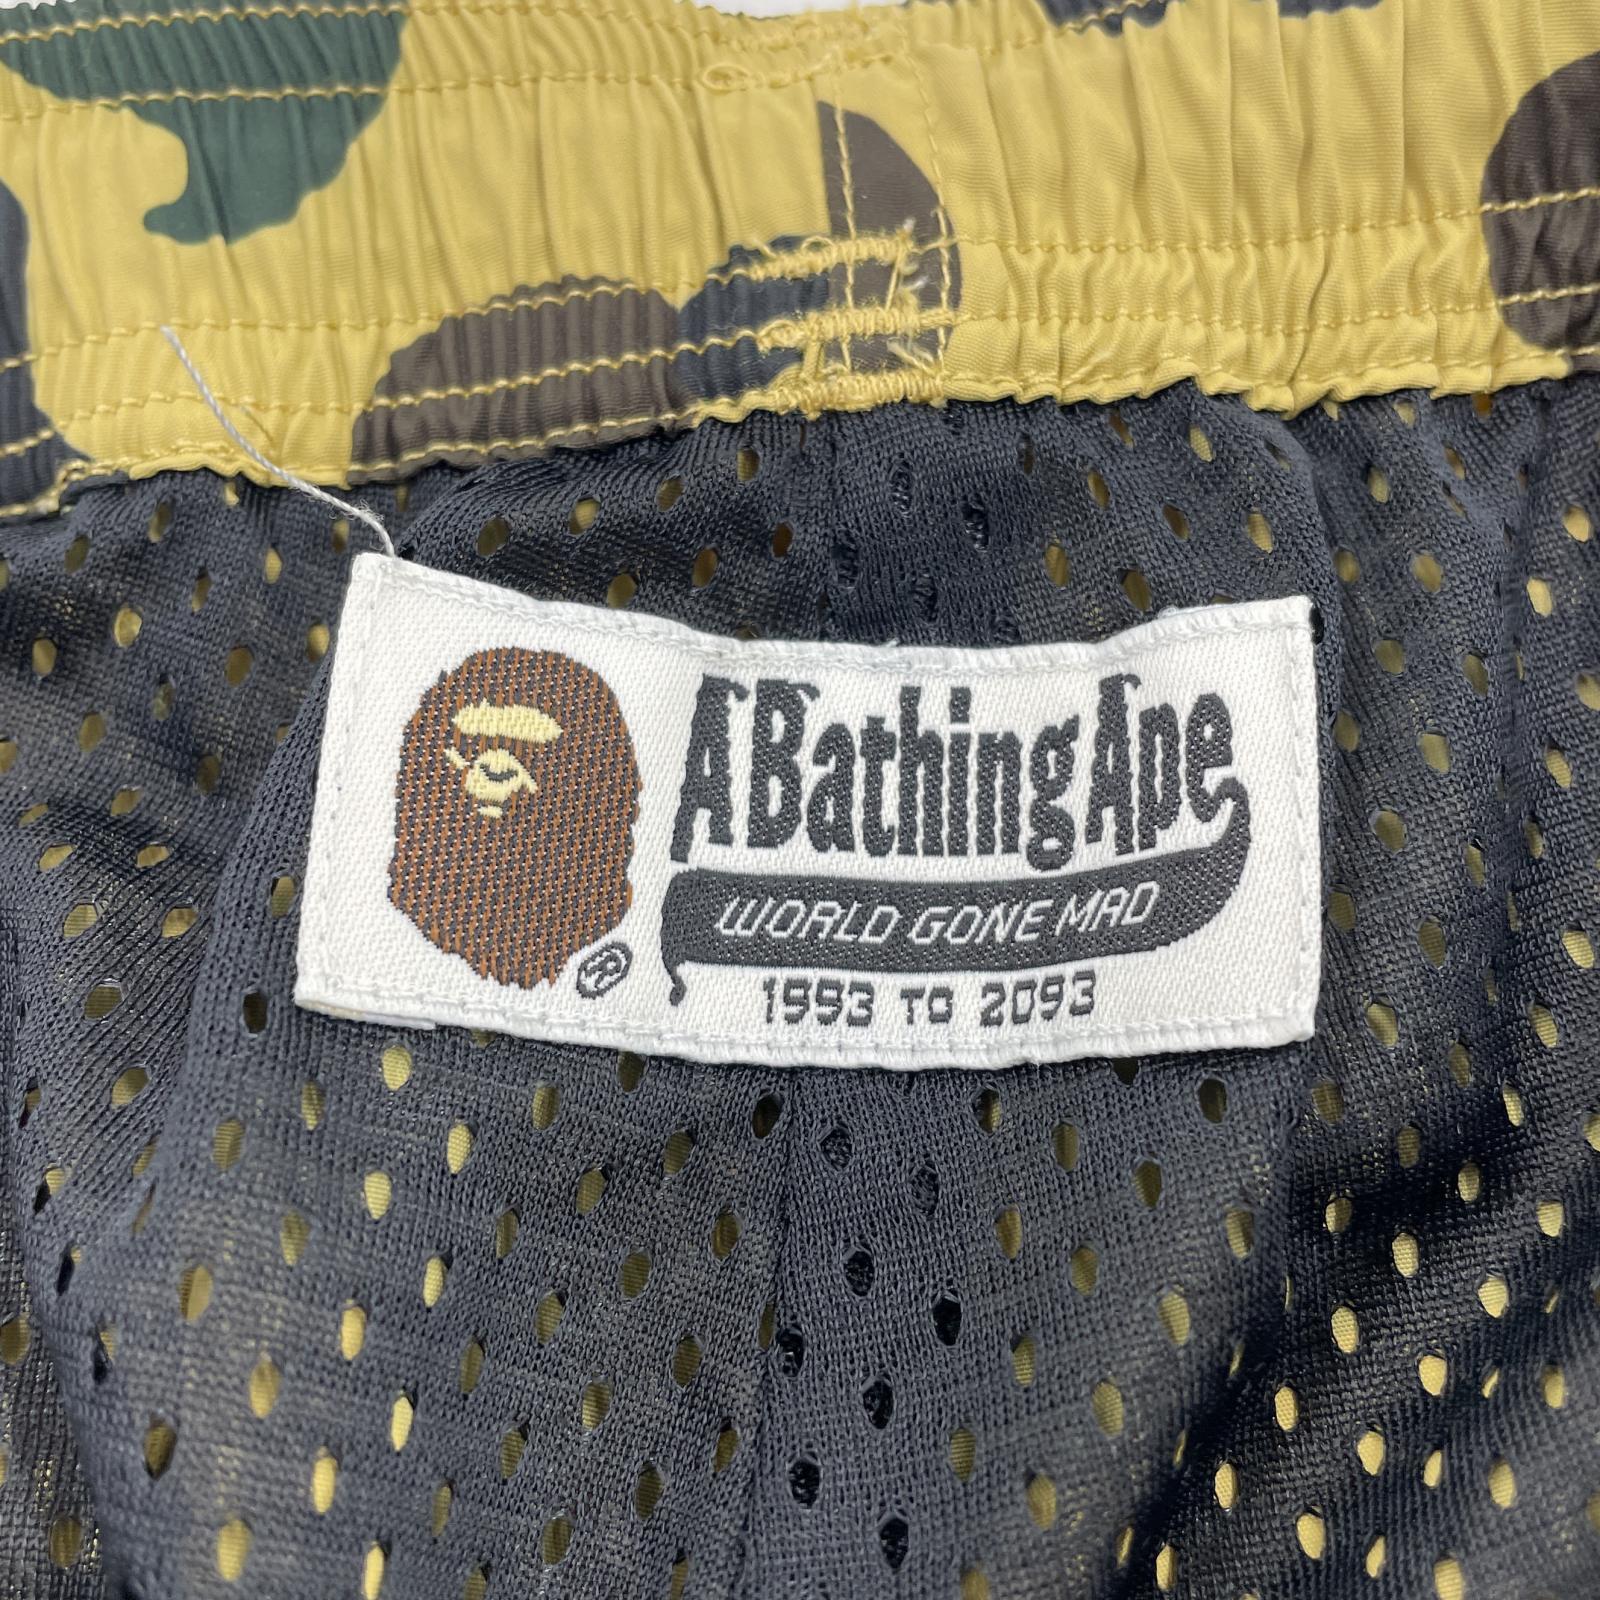 A Bathing Ape
WORLD GONE MAD
1993 TO 2093
®